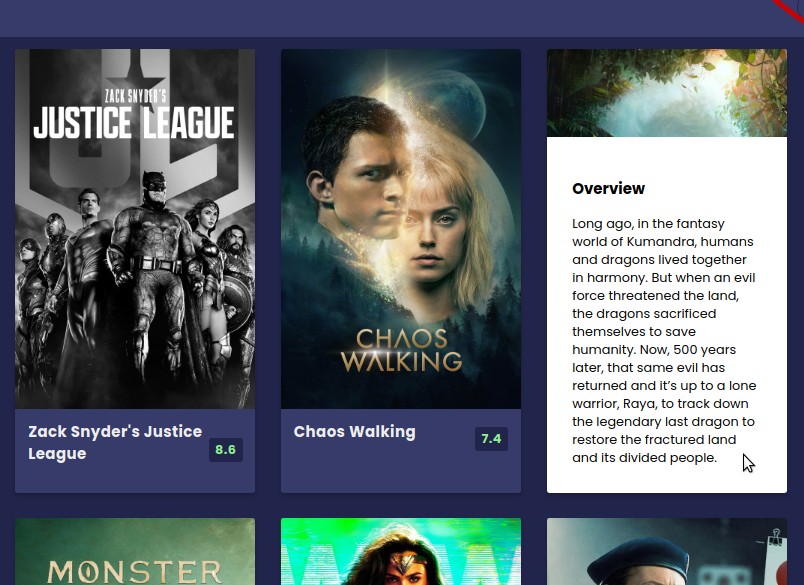 ZACK SNYDER'S
JUSTICE LEAGUE
Zack Snyder's Justice
League
8.6
CHAOS
WALKING
Chaos Walking
7.4
Overview
Long ago, in the fantasy
world of Kumandra, humans
and dragons lived together
in harmony. But when an evil
force threatened the land,
the dragons sacrificed
themselves to save
humanity. Now, 500 years
later, that same evil has
returned and it’s up to a lone
warrior, Raya, to track down
the legendary last dragon to
restore the fractured land
and its divided people.
MONSTER